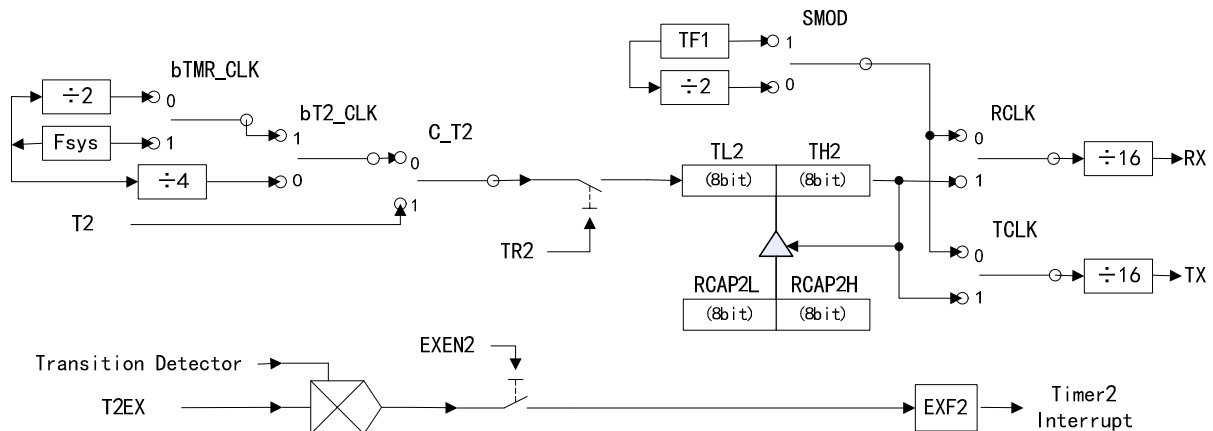 SMOD
TF1
1
÷2
0
bTMR_CLK
÷2
0
bT2_CLK
Fsys
1
1
C_T2
÷4
0
0
T2
1
TR2
TL2
TH2
(8bit)
(8bit)
RCAP2L
RCAP2H
(8bit)
(8bit)
RCLK
0
÷16
RX
1
TCLK
0
÷16
TX
1
EXEN2
Transition Detector
T2EX
EXF2
Timer2
Interrupt